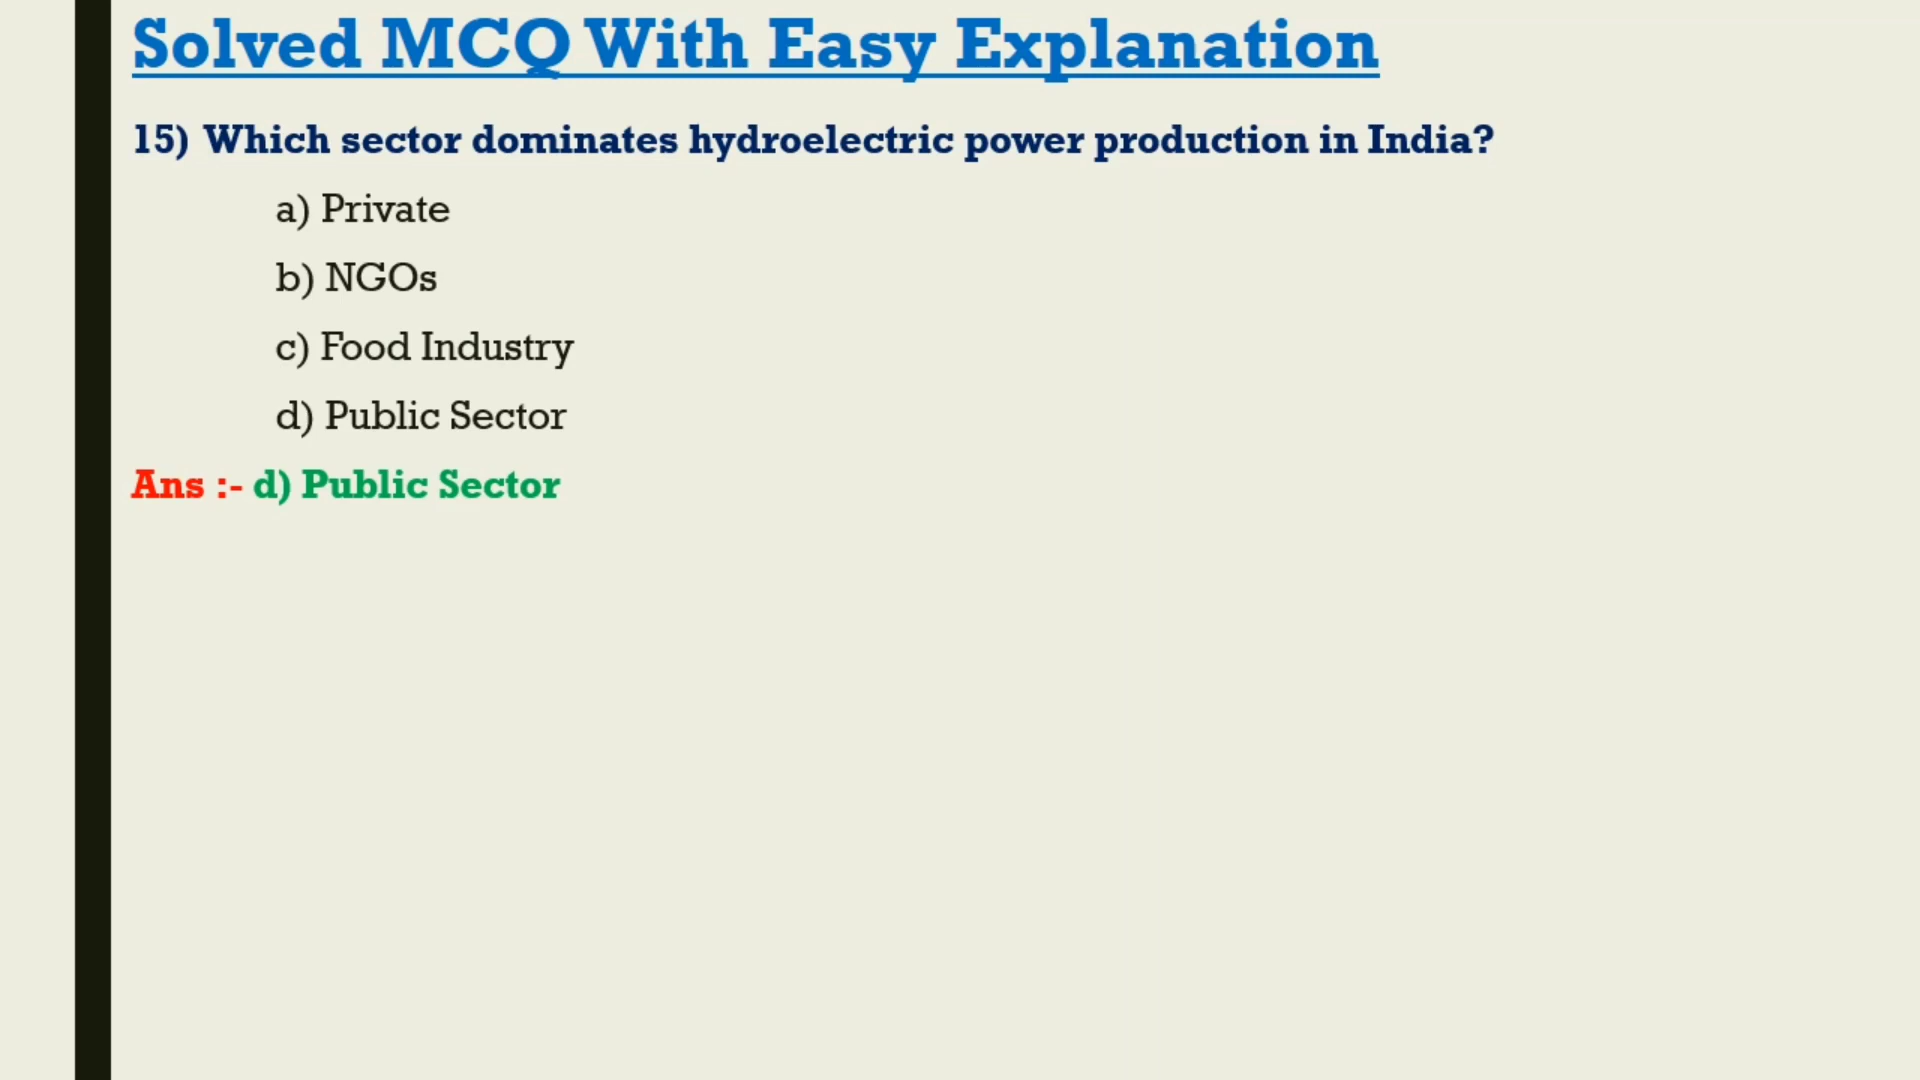 Solved MCQ With Easy Explanation
15) Which sector dominates hydroelectric power production in India?
a) Private
b) NGOs
c) Food Industry
d) Public Sector
Ans :- d) Public Sector